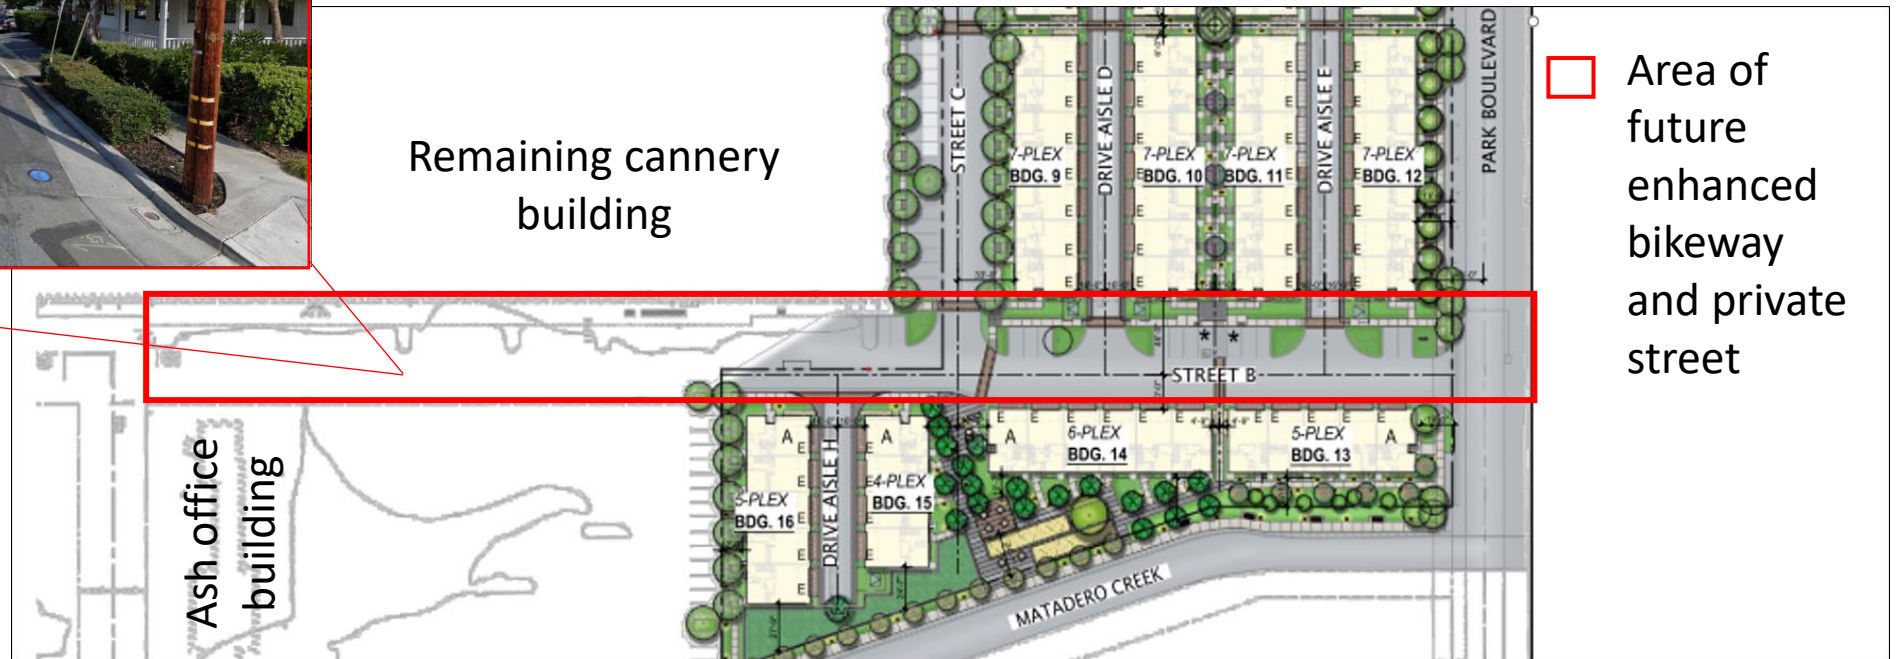 Remaining cannery
building
Area of
future
enhanced
bikeway
and private
street
STREET C
DRIVE AISLE D
DRIVE AISLE E
PARK BOULEVARD
7-PLEX
BDG. 9
7-PLEX
BDG. 10
7-PLEX
BDG. 11
7-PLEX
BDG. 12
STREET B
Ash office
building
A
A
A
A
5-PLEX
BDG. 16
DRIVE AISLE H
4-PLEX
BDG. 15
6-PLEX
BDG. 14
5-PLEX
BDG. 13
MATADERO CREEK